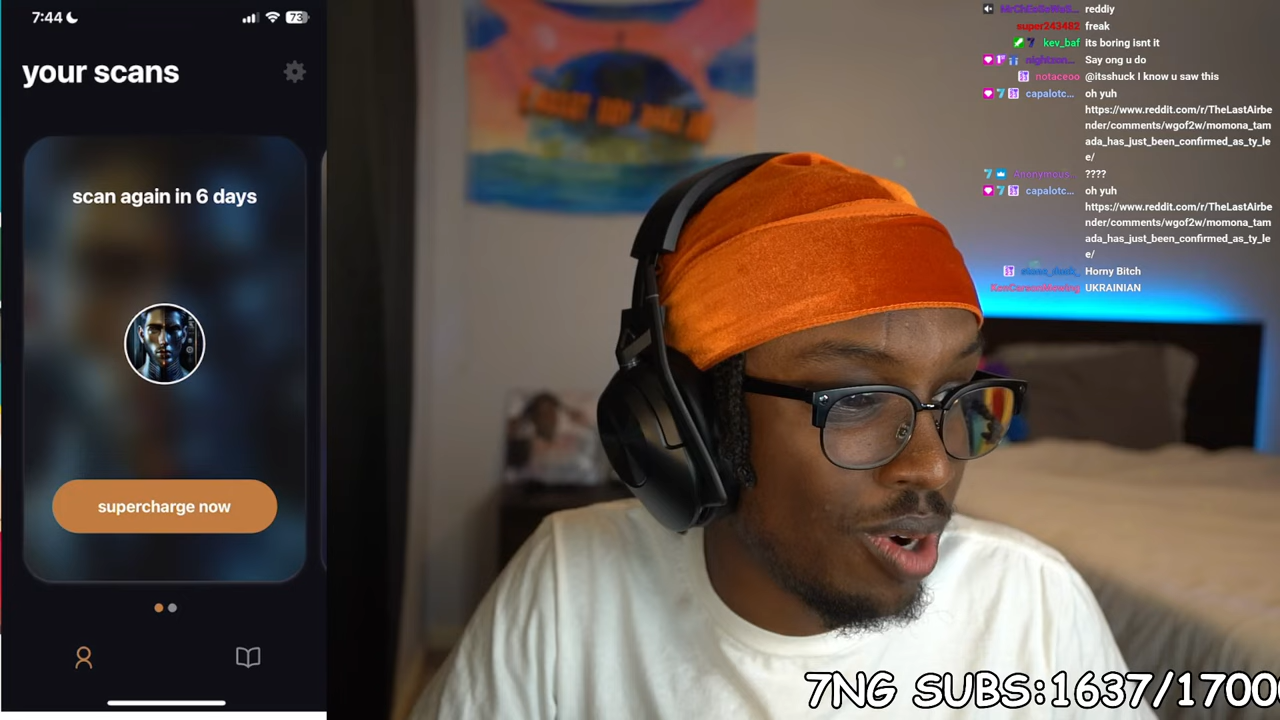 7:44
73
your scans
scan again in 6 days
supercharge now
reddiy
super243482 freak
kev_baf its boring isnt it
Say ong u do
notaceoo @itsshuck I know u saw this
capalotc... oh yuh
https://www.reddit.com/r/TheLastAirbe
nder/comments/wgof2w/momona_tam
ada_has_just_been_confirmed_as_ty_le
e/
Anonymous... ????
capalotc... oh yuh
https://www.reddit.com/r/TheLastAirbe
nder/comments/wgof2w/momona_tam
ada_has_just_been_confirmed_as_ty_le
e/
Horny Bitch
UKRAINIAN
7NG SUBS:1637/1700